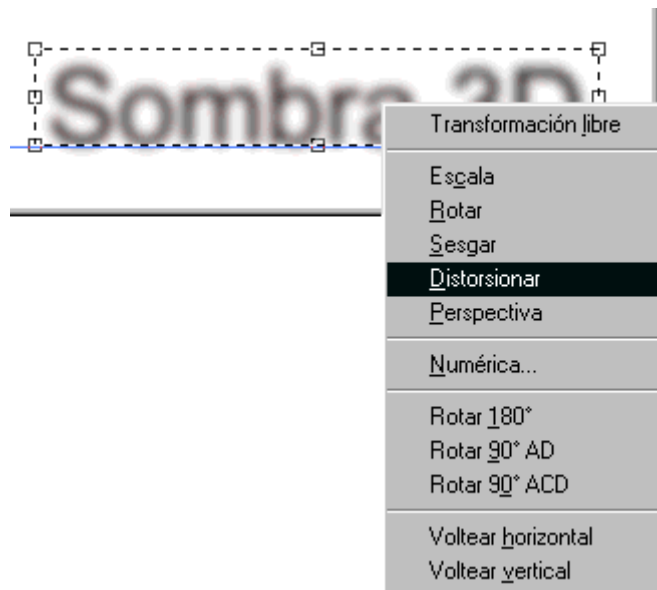 Sombra 3D
Transformación libre
Escala
Rotar
Sesgar
Distorsionar
Perspectiva
Numérica...
Rotar 180°
Rotar 90° AD
Rotar 90° ACD
Voltear horizontal
Voltear vertical